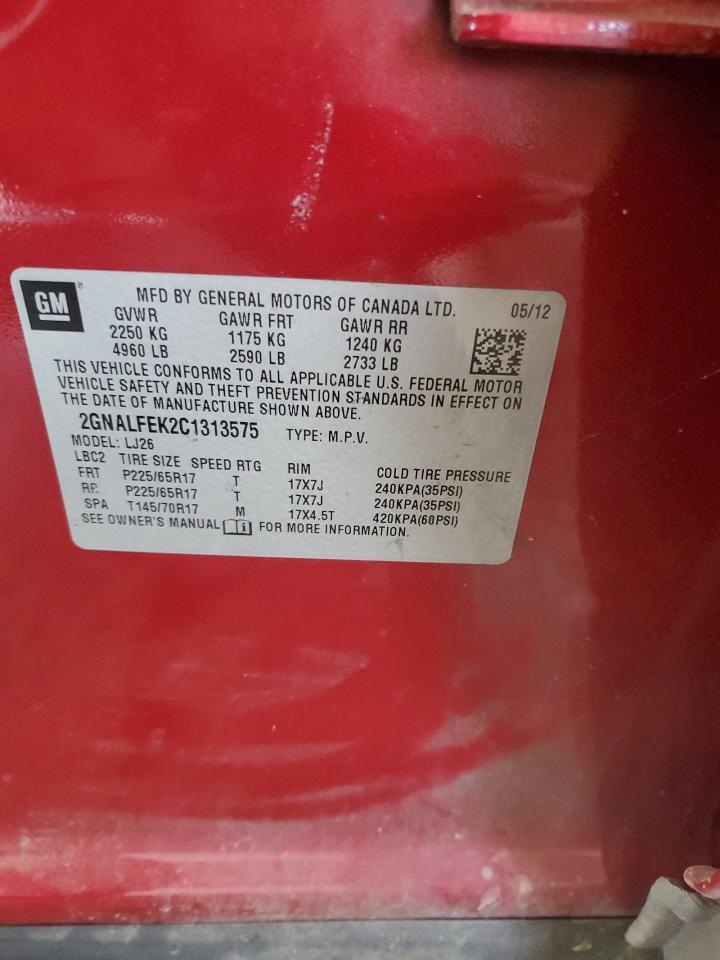 GM
MFD BY GENERAL MOTORS OF CANADA LTD. 05/12
GVWR GAWR FRT GAWR RR
2250 KG 1175 KG 1240 KG
4960 LB 2590 LB 2733 LB
THIS VEHICLE CONFORMS TO ALL APPLICABLE U.S. FEDERAL MOTOR
VEHICLE SAFETY AND THEFT PREVENTION STANDARDS IN EFFECT ON
THE DATE OF MANUFACTURE SHOWN ABOVE.
2GNALFEK2C1313575 TYPE: M.P.V.
MODEL: LJ26
LBC2 TIRE SIZE SPEED RTG RIM COLD TIRE PRESSURE
FRT P225/65R17 T 17X7J 240KPA(35PSI)
RR P225/65R17 T 17X7J 240KPA(35PSI)
SPA T145/70R17 M 17X4.5T 420KPA(60PSI)
SEE OWNER'S MANUAL FOR MORE INFORMATION.